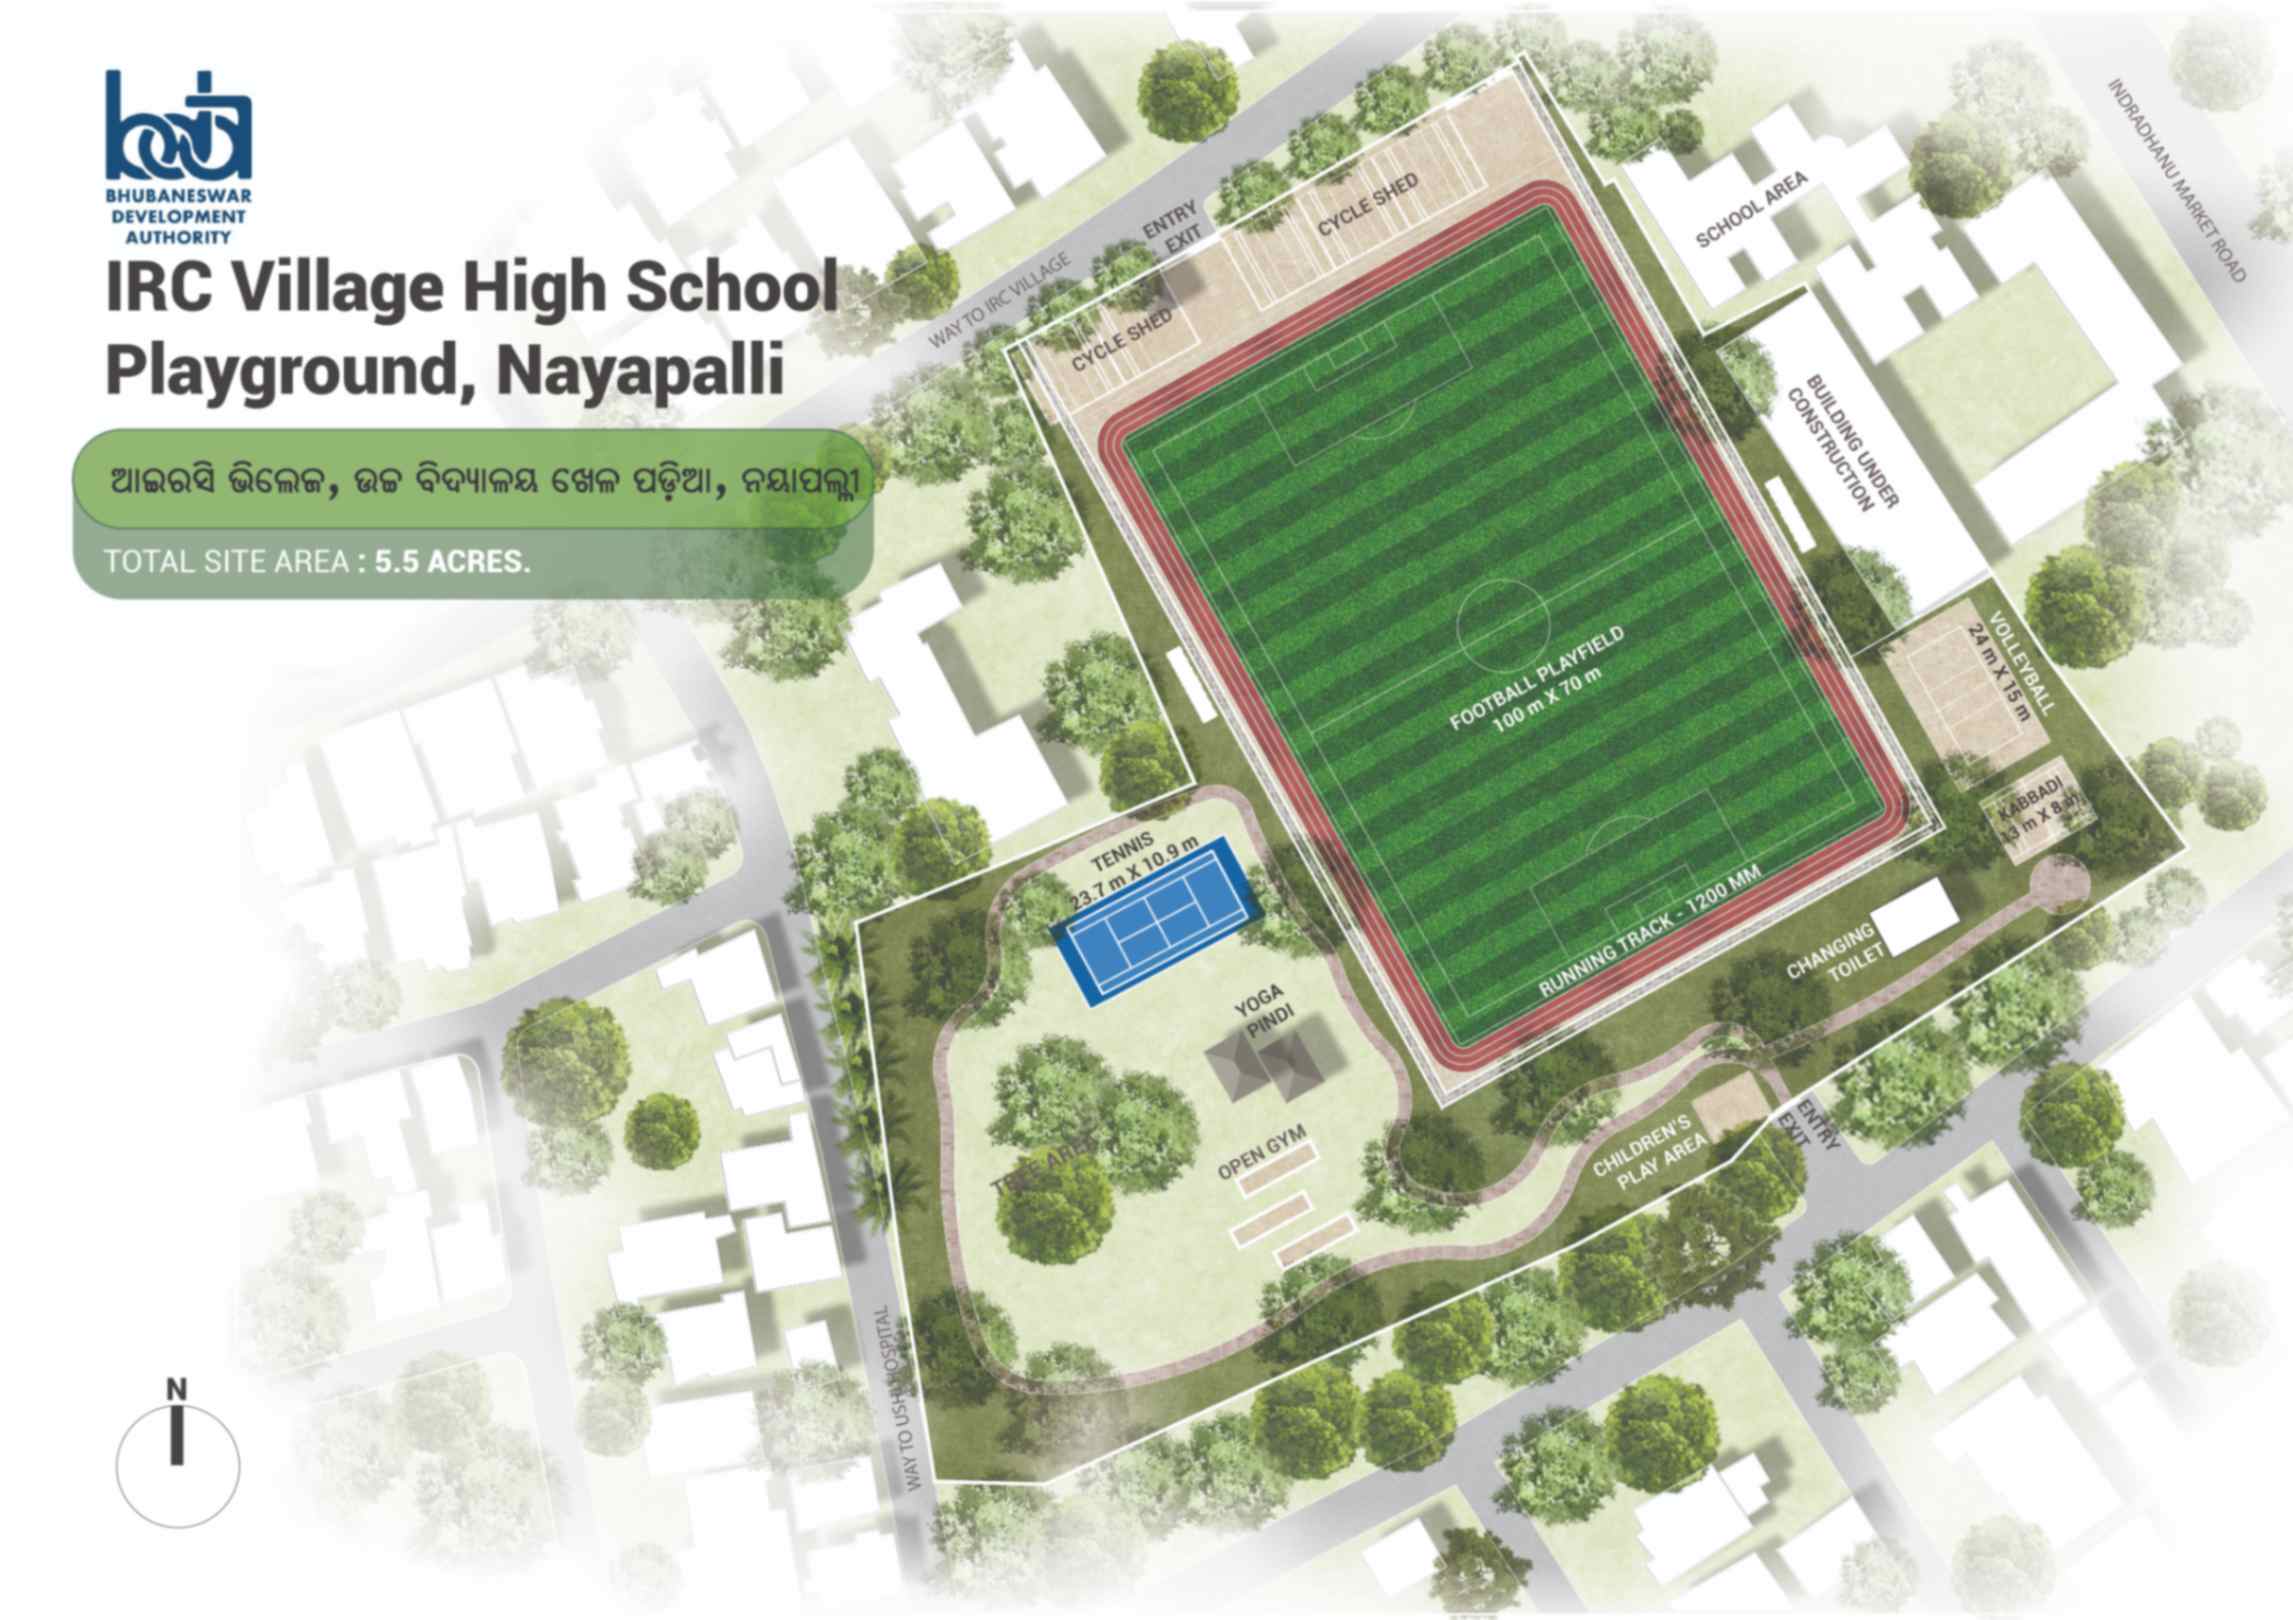 bda
BHUBANESWAR
DEVELOPMENT
AUTHORITY
IRC Village High School
Playground, Nayapalli
ଆଇରସି ଭିଲେଜ, ଉଚ୍ଚ ବିଦ୍ୟାଳୟ ଖେଳ ପଡ଼ିଆ, ନୟାପଲ୍ଲୀ
TOTAL SITE AREA : 5.5 ACRES.
INDRADHANU MARKET ROAD
WAY TO IRC VILLAGE
ENTRY
EXIT
CYCLE SHED
CYCLE SHED
SCHOOL AREA
BUILDING UNDER
CONSTRUCTION
VOLLEYBALL
24 m X 15 m
FOOTBALL PLAYFIELD
100 m X 70 m
KABBADI
13 m X 8 m
TENNIS
23.7 m X 10.9 m
RUNNING TRACK - 1200 MM
CHANGING
TOILET
YOGA
PINDI
OPEN GYM
CHILDREN'S
PLAY AREA
ENTRY
EXIT
AREA
WAY TO USHA HOSPITAL
N